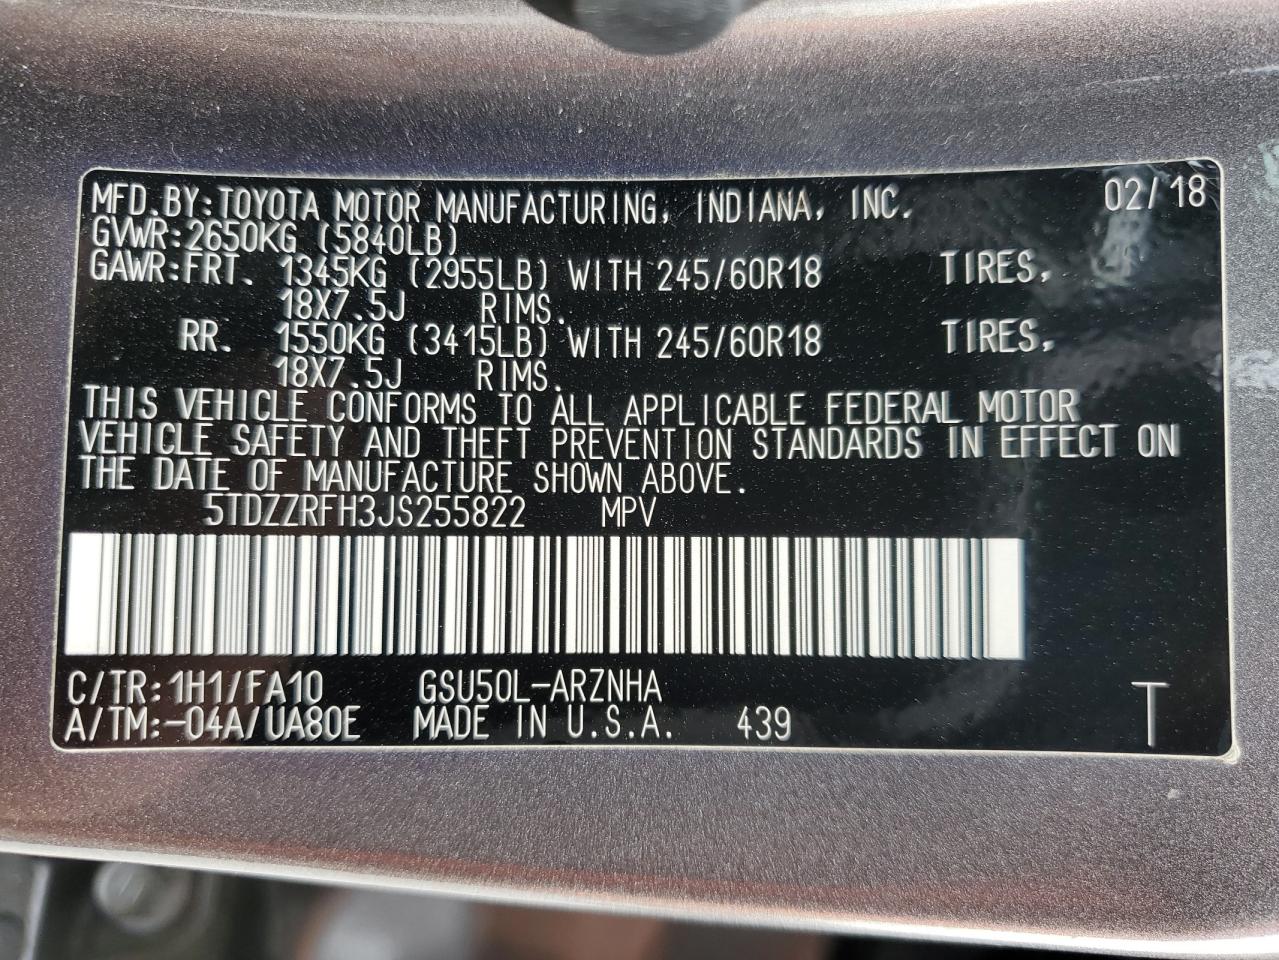 MFD.BY:TOYOTA MOTOR MANUFACTURING, INDIANA, INC. 02/18
GVWR:2650KG (5840LB)
GAWR:FRT. 1345KG (2955LB) WITH 245/60R18 TIRES,
18X7.5J RIMS.
RR. 1550KG (3415LB) WITH 245/60R18 TIRES,
18X7.5J RIMS.
THIS VEHICLE CONFORMS TO ALL APPLICABLE FEDERAL MOTOR
VEHICLE SAFETY AND THEFT PREVENTION STANDARDS IN EFFECT ON
THE DATE OF MANUFACTURE SHOWN ABOVE.
5TDZZRFH3JS255822 MPV
C/TR:1H1/FA10 GSU50L-ARZNHA
A/TM:-04A/UA80E MADE IN U.S.A. 439 T